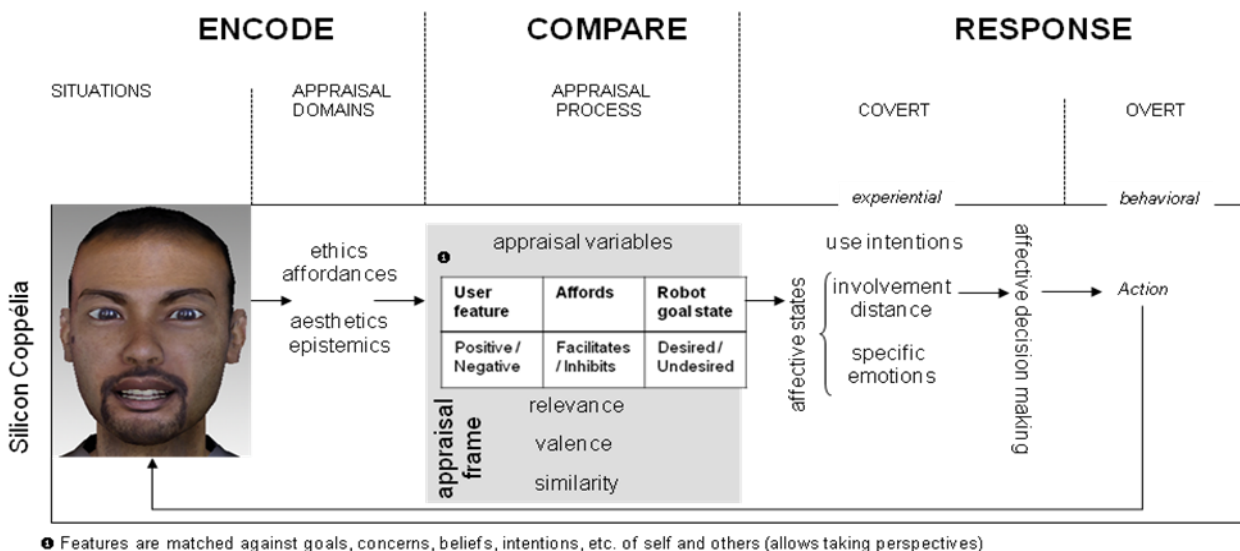 ENCODE
COMPARE
RESPONSE
SITUATIONS
APPRAISAL
DOMAINS
APPRAISAL
PROCESS
COVERT
OVERT
experiential
behavioral
Silicon Coppélia
ethics
affordances
aesthetics
epistemics
appraisal variables
❶
User
feature
Affords
Robot
goal state
Positive /
Negative
Facilitates
/ Inhibits
Desired /
Undesired
appraisal
frame
relevance
valence
similarity
affective states
use intentions
involvement
distance
specific
emotions
affective decision making
Action
❶ Features are matched against goals, concerns, beliefs, intentions, etc. of self and others (allows taking perspectives)